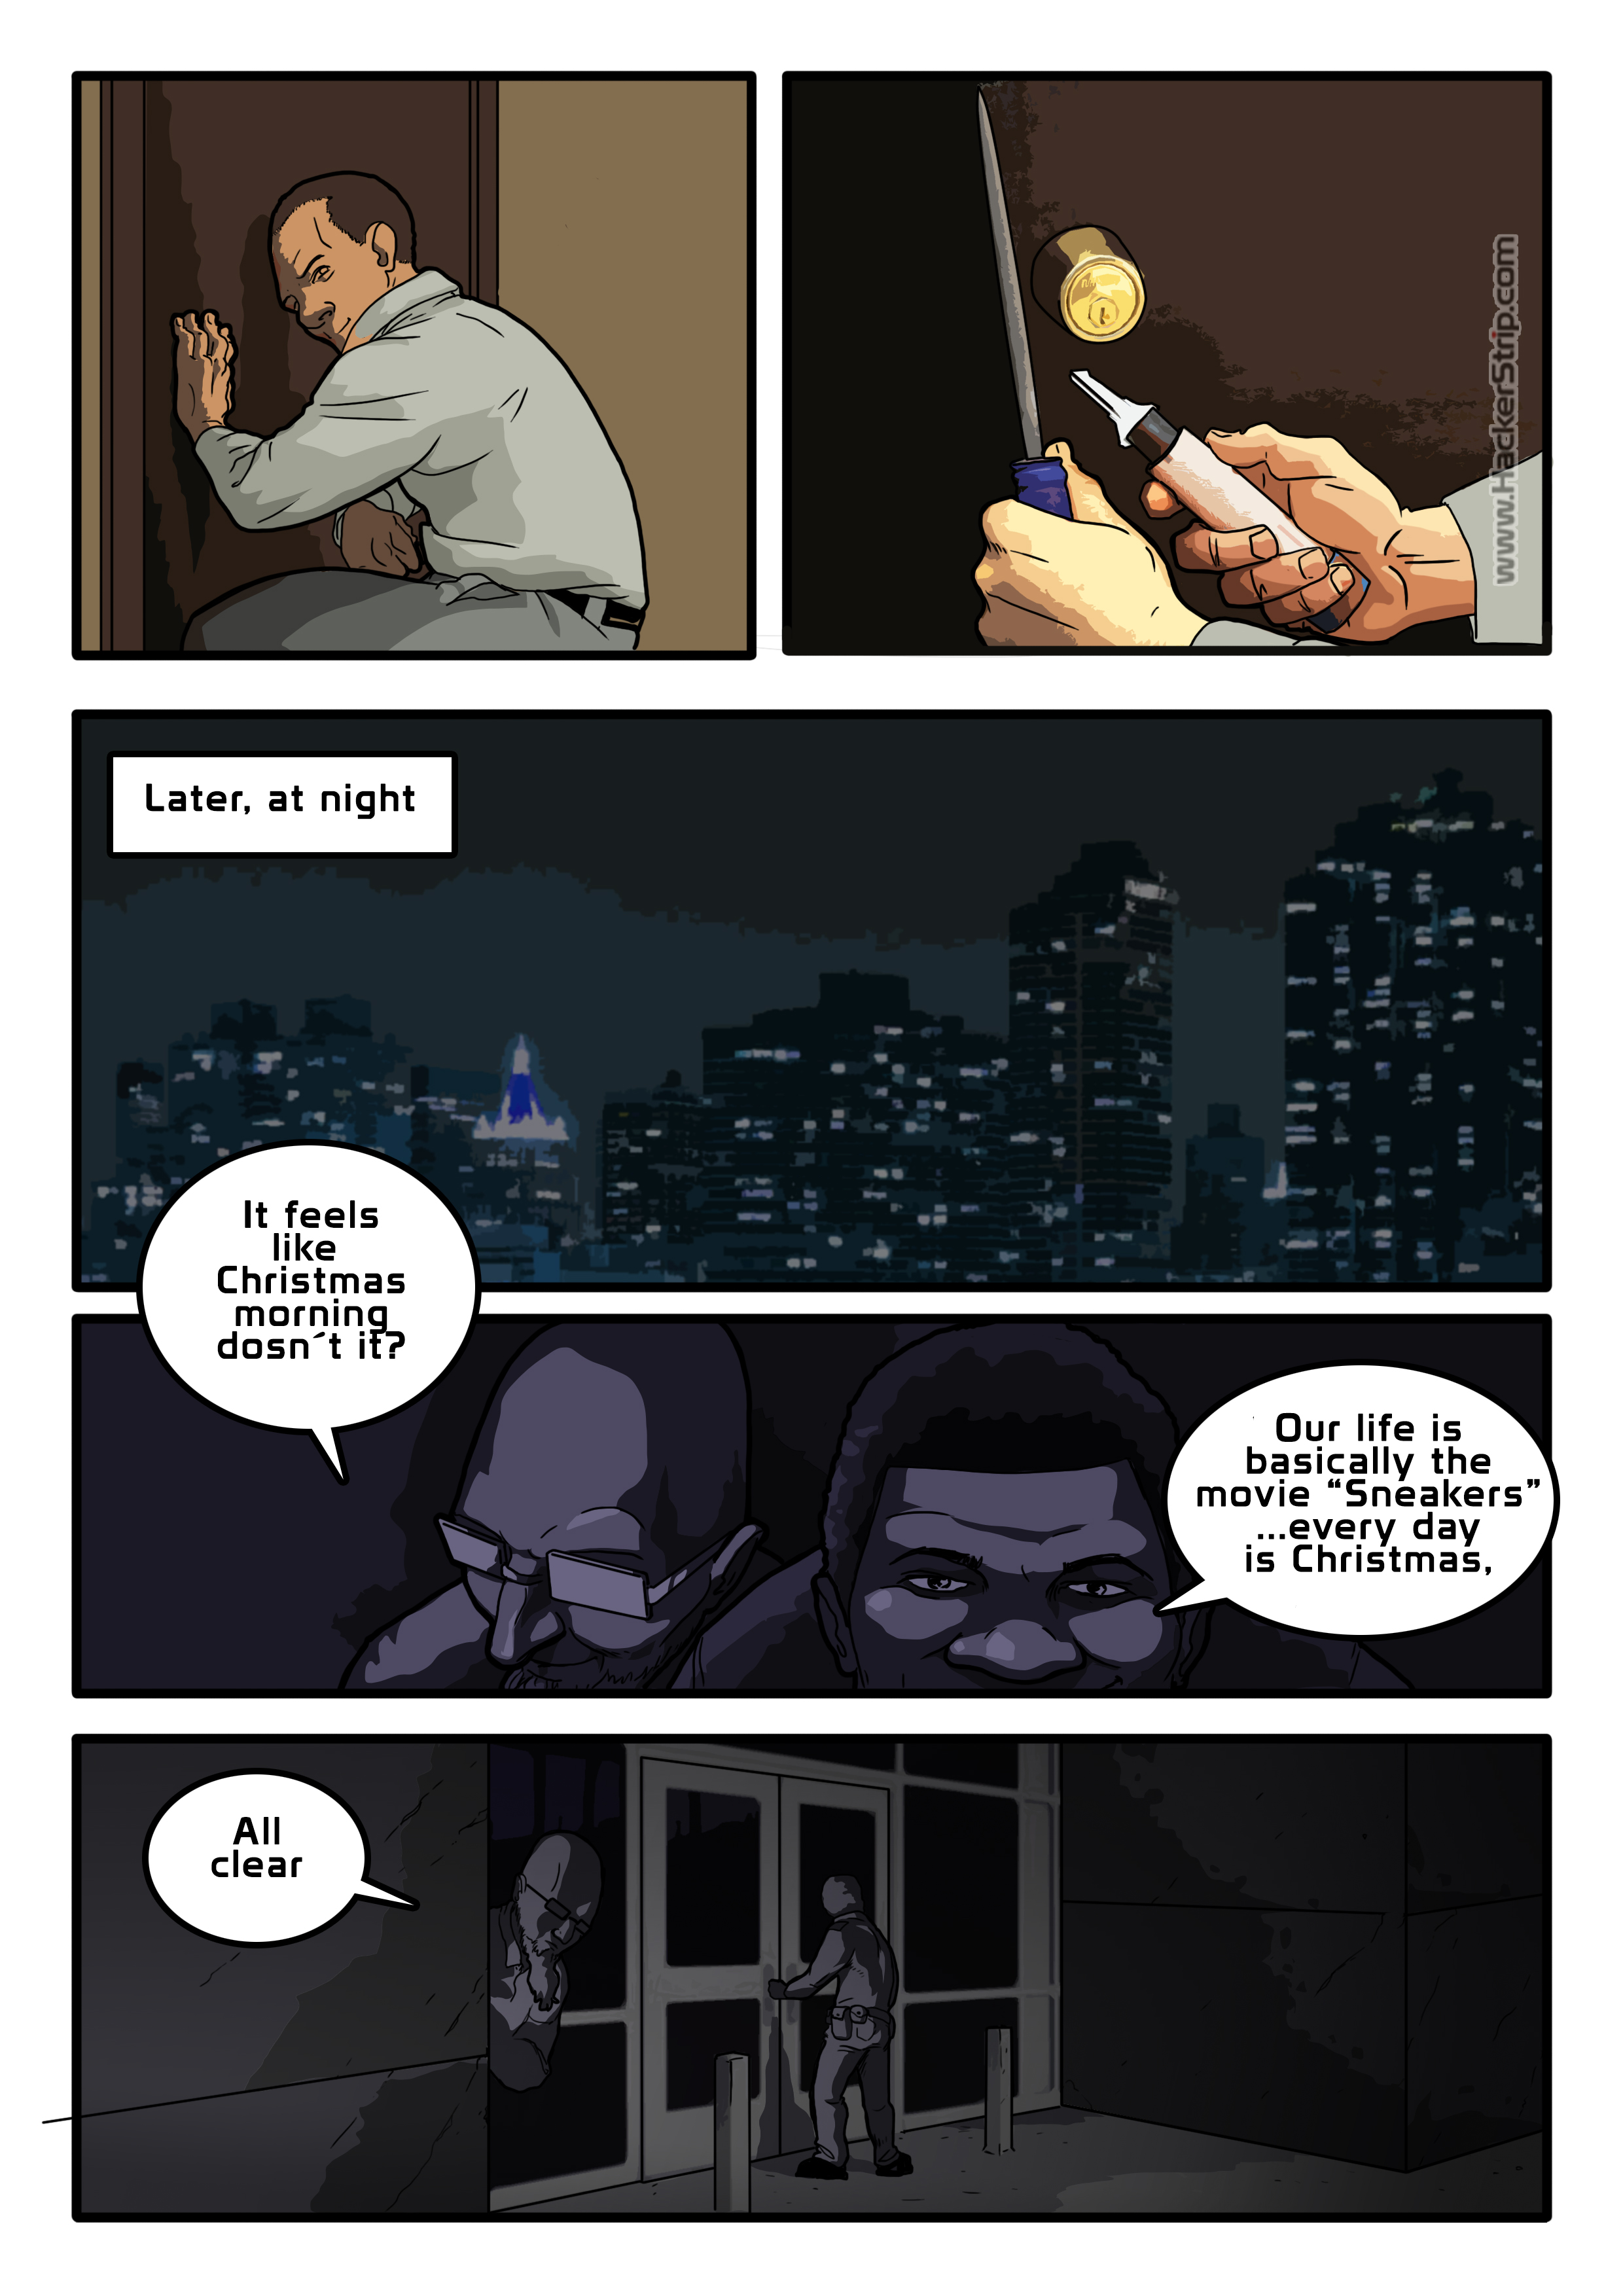 www.HackerStrip.com
Later, at night
It feels
like
Christmas
morning
dosn´t it?
Our life is
basically the
movie “Sneakers”
...every day
is Christmas,
All
clear